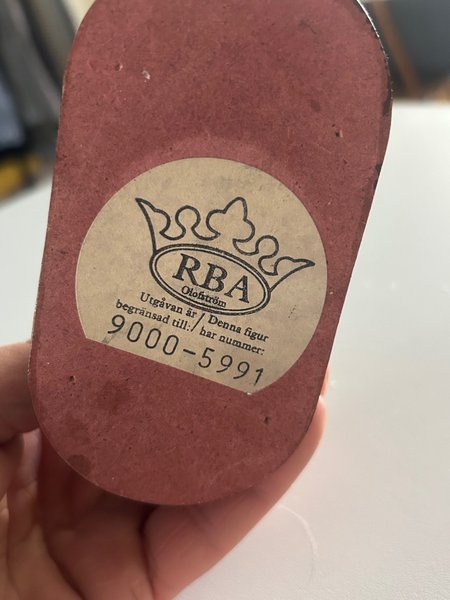 RBA
Olofström
Utgåvan är / Denna figur
begränsad till: / har nummer:
9000-5991